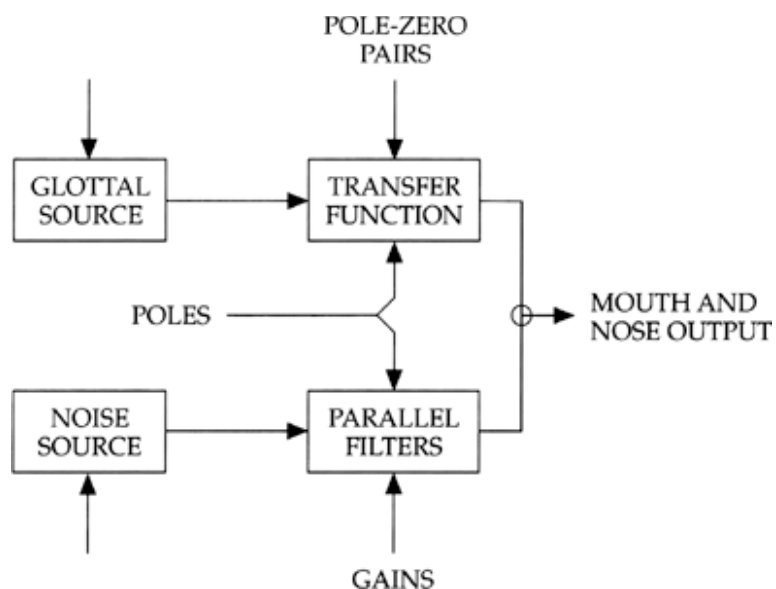 POLE-ZERO
PAIRS
GLOTTAL
SOURCE
TRANSFER
FUNCTION
POLES
MOUTH AND
NOSE OUTPUT
NOISE
SOURCE
PARALLEL
FILTERS
GAINS